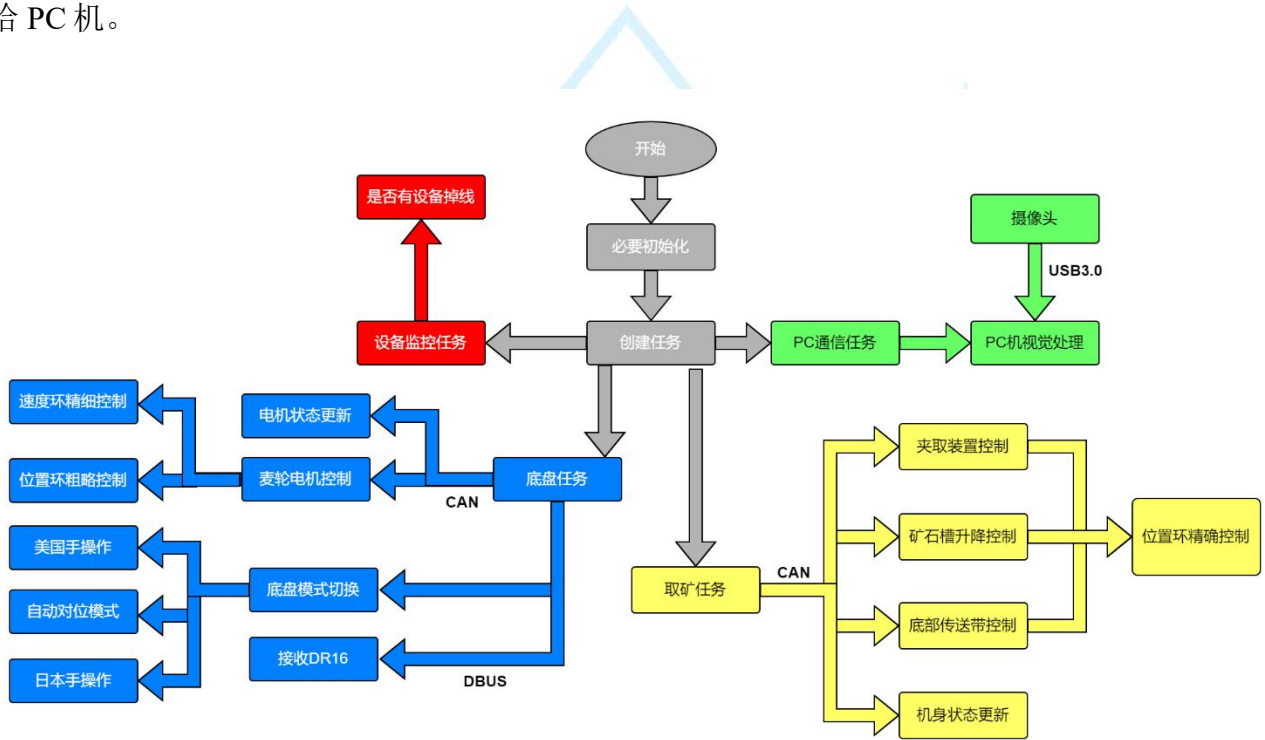 给 PC 机。
开始
是否有设备掉线
摄像头
必要初始化
USB3.0
设备监控任务
创建任务
PC通信任务
PC机视觉处理
速度环精细控制
电机状态更新
夹取装置控制
位置环粗略控制
麦轮电机控制
底盘任务
CAN
美国手操作
矿石槽升降控制
位置环精确控制
底盘模式切换
取矿任务
CAN
自动对位模式
底部传送带控制
接收DR16
DBUS
日本手操作
机身状态更新